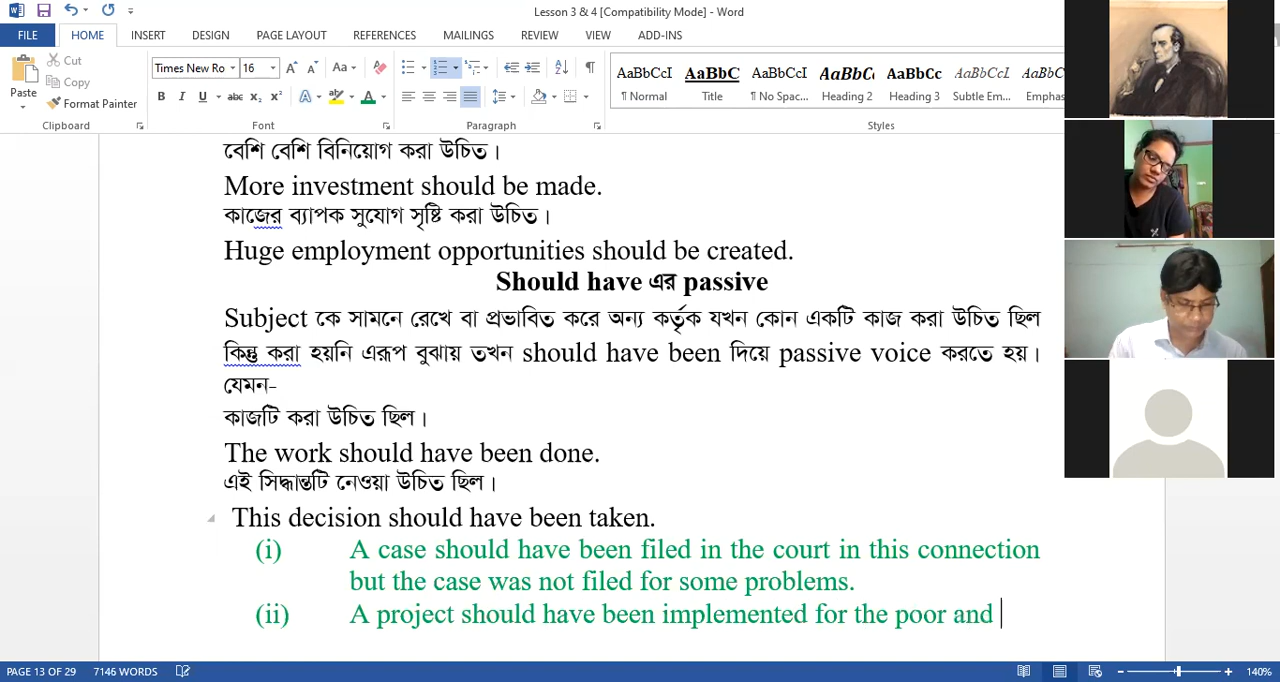 Lesson 3 & 4 [Compatibility Mode] - Word
FILE HOME INSERT DESIGN PAGE LAYOUT REFERENCES MAILINGS REVIEW VIEW ADD-INS
Paste
Cut
Copy
Format Painter
Clipboard
Times New Ro 16
Font
Paragraph
AaBbCcI AaBbC AaBbCcI AaBbC AaBbCc AaBbCcL AaBbC
¶ Normal Title ¶ No Spac... Heading 2 Heading 3 Subtle Em... Emphas
Styles
বেশি বেশি বিনিয়োগ করা উচিত।
More investment should be made.
কাজের ব্যাপক সুযোগ সৃষ্টি করা উচিত।
Huge employment opportunities should be created.
Should have এর passive
Subject কে সামনে রেখে বা প্রভাবিত করে অন্য কর্তৃক যখন কোন একটি কাজ করা উচিত ছিল
কিন্তু করা হয়নি এরূপ বুঝায় তখন should have been দিয়ে passive voice করতে হয়।
যেমন-
কাজটি করা উচিত ছিল।
The work should have been done.
এই সিদ্ধান্তটি নেওয়া উচিত ছিল।
This decision should have been taken.
(i) A case should have been filed in the court in this connection
but the case was not filed for some problems.
(ii) A project should have been implemented for the poor and
PAGE 13 OF 29 7146 WORDS
140%